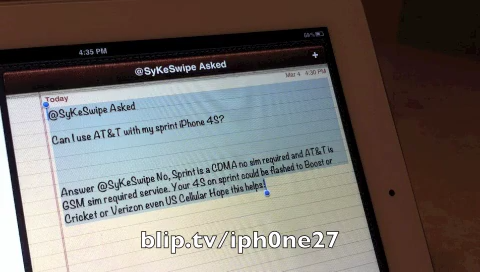 4:35 PM
@SyKeSwipe Asked
+
Today
Mar 4 4:30 PM
@SyKeSwipe Asked
Can I use AT&T with my sprint iPhone 4S?
Answer @SyKeSwipe No, Sprint is a CDMA no sim required and AT&T is
GSM sim required service. Your 4S on sprint could be flashed to Boost or
Cricket or Verizon even US Cellular Hope this helps!
blip.tv/iph0ne27